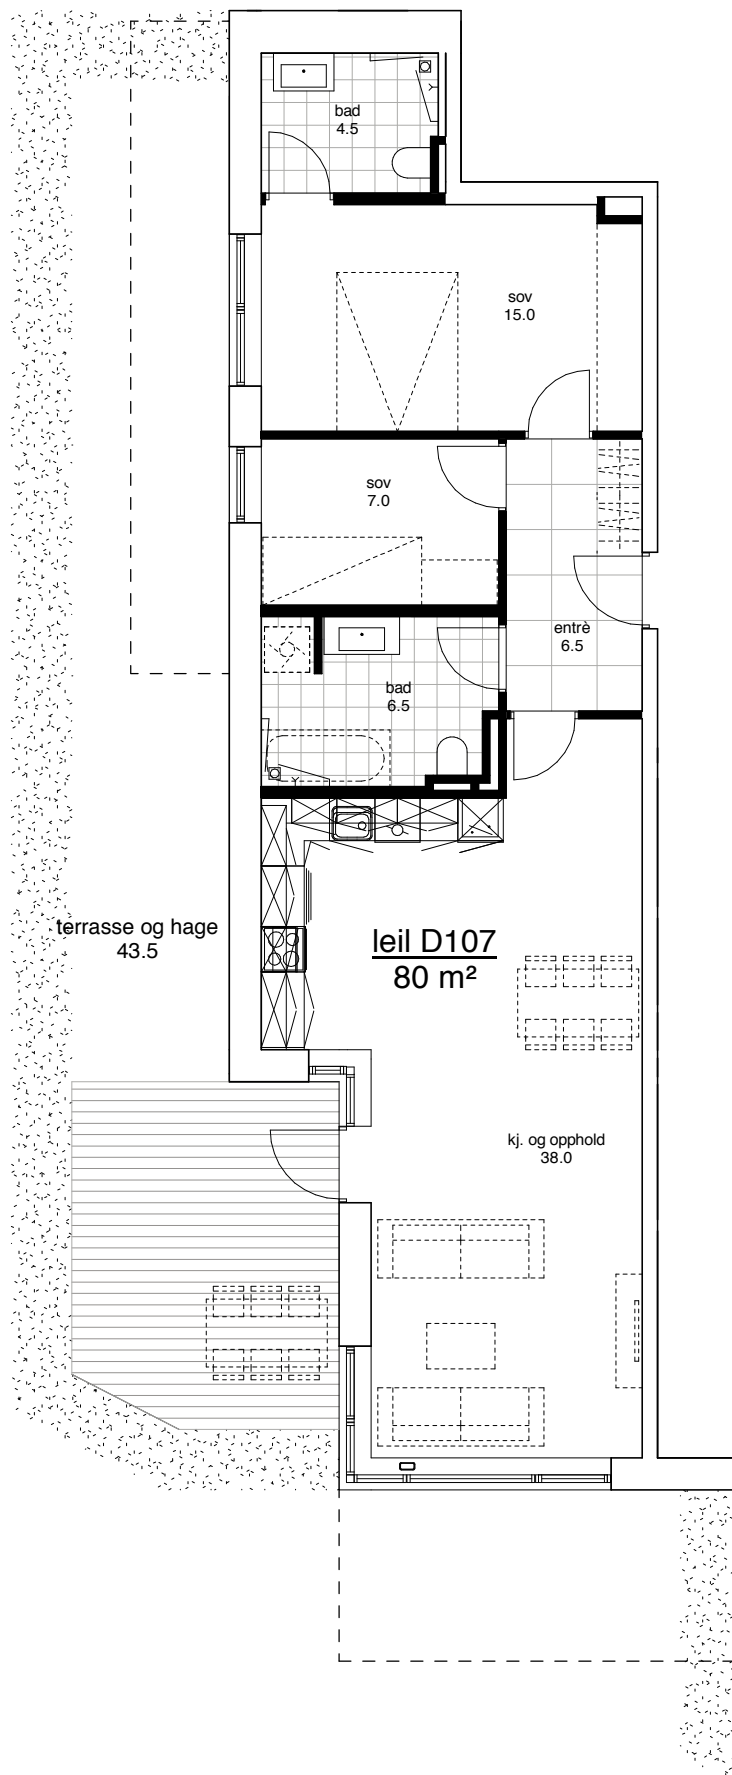 bad
4.5
sov
15.0
sov
7.0
entrè
6.5
bad
6.5
terrasse og hage
43.5
leil D107
80 m²
kj. og opphold
38.0